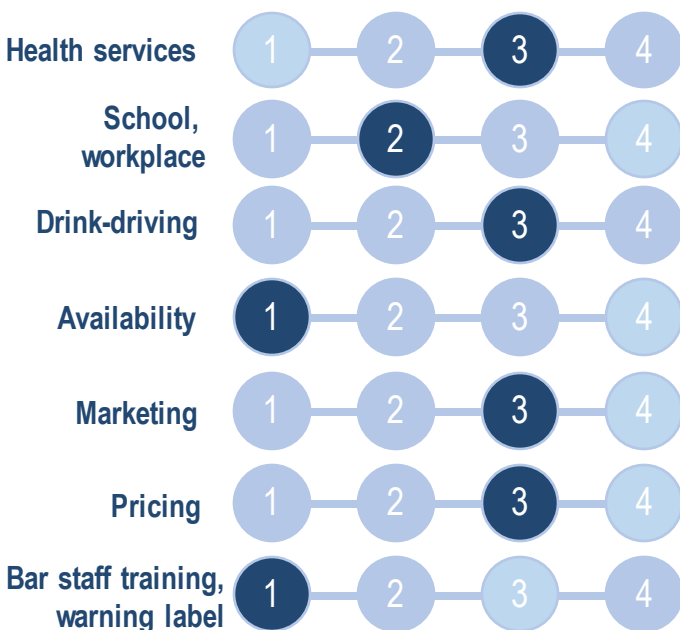 Health services 1 2 3 4
School,
workplace 1 2 3 4
Drink-driving 1 2 3 4
Availability 1 2 3 4
Marketing 1 2 3 4
Pricing 1 2 3 4
Bar staff training,
warning label 1 2 3 4